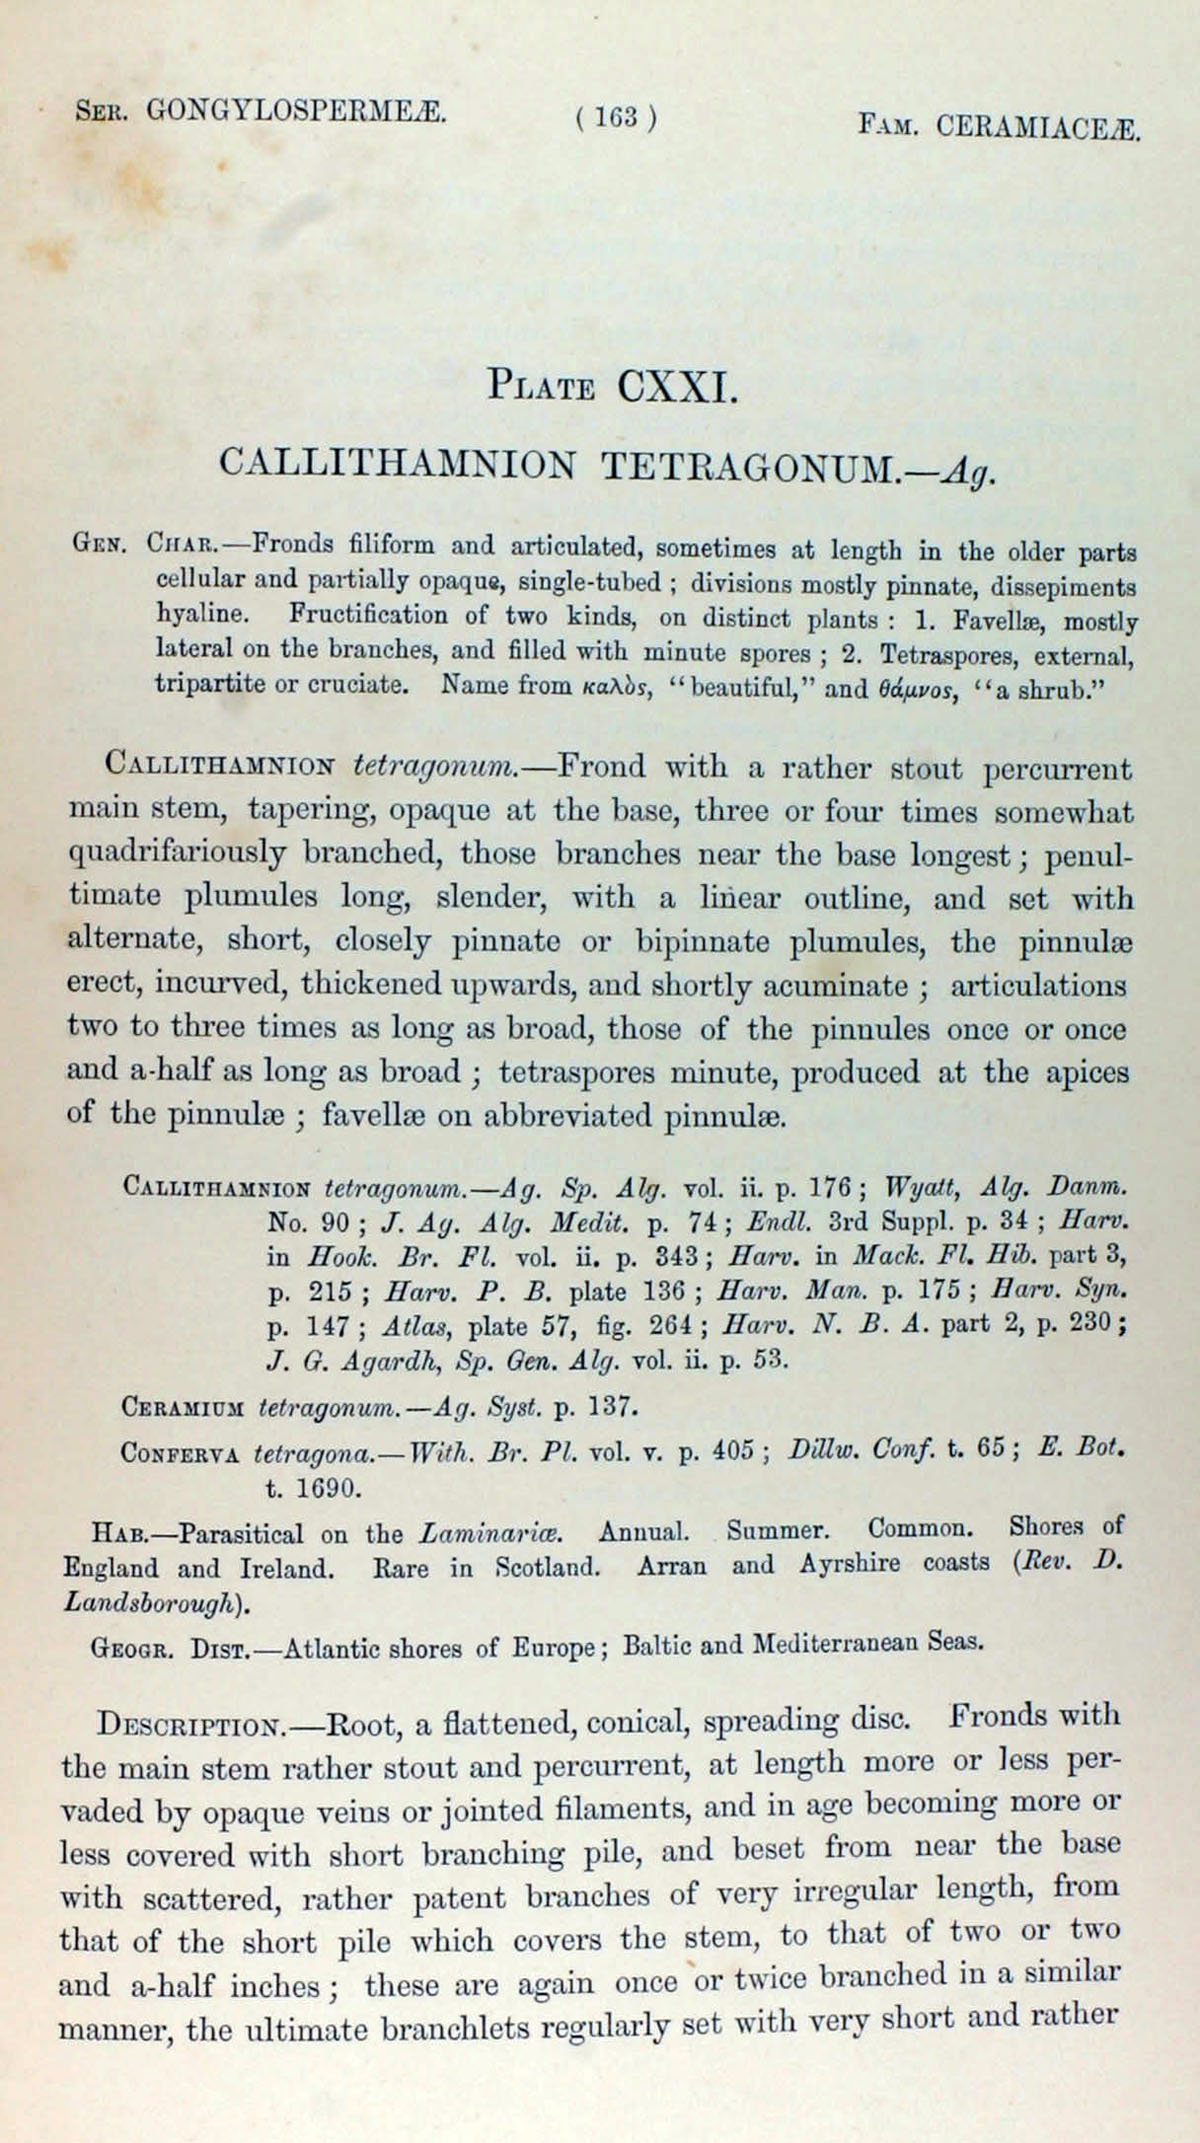 Ser. GONGYLOSPERMEÆ. ( 163 ) Fam. CERAMIACEÆ.
Plate CXXI.
CALLITHAMNION TETRAGONUM.—Ag.
Gen. Char.—Fronds filiform and articulated, sometimes at length in the older parts
cellular and partially opaque, single-tubed ; divisions mostly pinnate, dissepiments
hyaline. Fructification of two kinds, on distinct plants : 1. Favellæ, mostly
lateral on the branches, and filled with minute spores ; 2. Tetraspores, external,
tripartite or cruciate. Name from καλὸς, “beautiful,” and θάμνος, “a shrub.”
Callithamnion tetragonum.—Frond with a rather stout percurrent
main stem, tapering, opaque at the base, three or four times somewhat
quadrifariously branched, those branches near the base longest ; penul-
timate plumules long, slender, with a linear outline, and set with
alternate, short, closely pinnate or bipinnate plumules, the pinnulæ
erect, incurved, thickened upwards, and shortly acuminate ; articulations
two to three times as long as broad, those of the pinnules once or once
and a-half as long as broad ; tetraspores minute, produced at the apices
of the pinnulæ ; favellæ on abbreviated pinnulæ.
Callithamnion tetragonum.—Ag. Sp. Alg. vol. ii. p. 176 ; Wyatt, Alg. Danm.
No. 90 ; J. Ag. Alg. Medit. p. 74 ; Endl. 3rd Suppl. p. 34 ; Harv.
in Hook. Br. Fl. vol. ii. p. 343 ; Harv. in Mack. Fl. Hib. part 3,
p. 215 ; Harv. P. B. plate 136 ; Harv. Man. p. 175 ; Harv. Syn.
p. 147 ; Atlas, plate 57, fig. 264 ; Harv. N. B. A. part 2, p. 230 ;
J. G. Agardh, Sp. Gen. Alg. vol. ii. p. 53.
Ceramium tetragonum.—Ag. Syst. p. 137.
Conferva tetragona.—With. Br. Pl. vol. v. p. 405 ; Dillw. Conf. t. 65 ; E. Bot.
t. 1690.
Hab.—Parasitical on the Laminariæ. Annual. Summer. Common. Shores of
England and Ireland. Rare in Scotland. Arran and Ayrshire coasts (Rev. D.
Landsborough).
Geogr. Dist.—Atlantic shores of Europe ; Baltic and Mediterranean Seas.
Description.—Root, a flattened, conical, spreading disc. Fronds with
the main stem rather stout and percurrent, at length more or less per-
vaded by opaque veins or jointed filaments, and in age becoming more or
less covered with short branching pile, and beset from near the base
with scattered, rather patent branches of very irregular length, from
that of the short pile which covers the stem, to that of two or two
and a-half inches ; these are again once or twice branched in a similar
manner, the ultimate branchlets regularly set with very short and rather